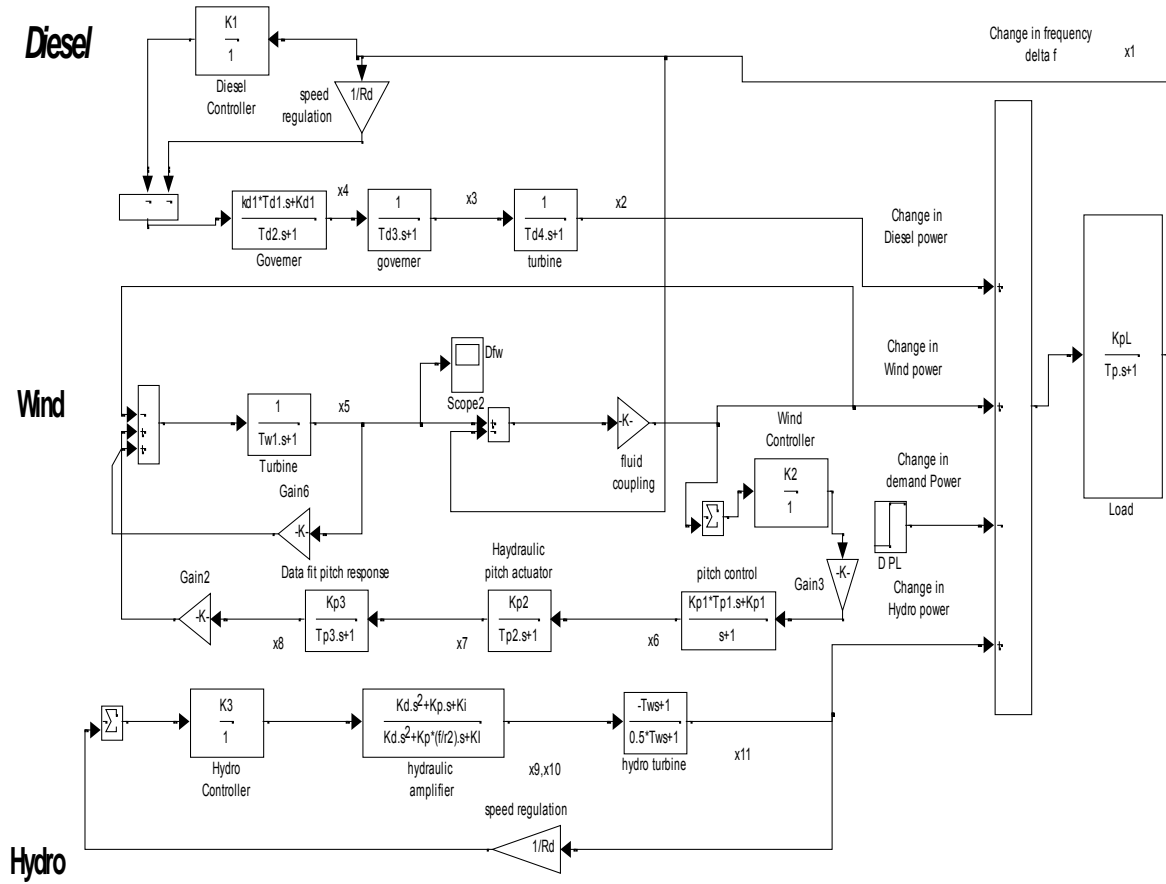 Diesel
K1
1
Diesel
Controller
speed
regulation
1/Rd
Change in frequency
delta f
x1
kd1*Td1.s+Kd1
Td2.s+1
Governer
x4
1
Td3.s+1
governer
x3
1
Td4.s+1
turbine
x2
Change in
Diesel power
Wind
1
Tw1.s+1
Turbine
x5
Dfw
Scope2
-K-
fluid
coupling
Change in
Wind power
Wind
Controller
K2
1
KpL
Tp.s+1
Load
Change in
demand Power
D PL
Gain6
-K-
Gain2
-K-
Data fit pitch response
Kp3
Tp3.s+1
x8
Haydraulic
pitch actuator
Kp2
Tp2.s+1
x7
pitch control
Kp1*Tp1.s+Kp1
s+1
x6
Gain3
-K-
Change in
Hydro power
Σ
Σ
K3
1
Hydro
Controller
Kd.s²+Kp.s+Ki
Kd.s²+Kp*(f/r2).s+KI
hydraulic
amplifier
x9,x10
-Tws+1
0.5*Tws+1
hydro turbine
x11
speed regulation
1/Rd
Hydro